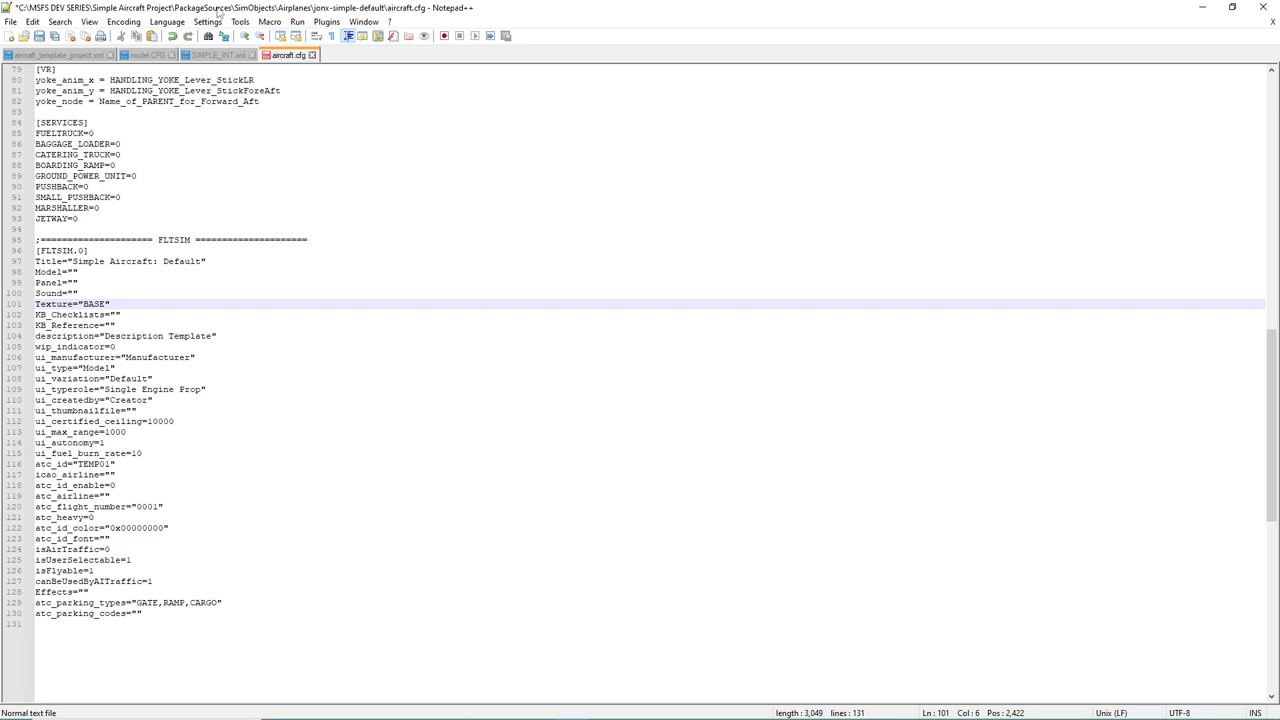 *C:\MSFS DEV SERIES\Simple Aircraft Project\PackageSources\SimObjects\Airplanes\jonx-simple-default\aircraft.cfg - Notepad++
File Edit Search View Encoding Language Settings Tools Macro Run Plugins Window ?
X
aircraft_template_project.xml model.CFG SIMPLE_INT.xml aircraft.cfg
79 [VR]
80 yoke_anim_x = HANDLING_YOKE_Lever_StickLR
81 yoke_anim_y = HANDLING_YOKE_Lever_StickForeAft
82 yoke_node = Name_of_PARENT_for_Forward_Aft
83
84 [SERVICES]
85 FUELTRUCK=0
86 BAGGAGE_LOADER=0
87 CATERING_TRUCK=0
88 BOARDING_RAMP=0
89 GROUND_POWER_UNIT=0
90 PUSHBACK=0
91 SMALL_PUSHBACK=0
92 MARSHALLER=0
93 JETWAY=0
94
95 ;===================== FLTSIM =====================
96 [FLTSIM.0]
97 Title="Simple Aircraft: Default"
98 Model=""
99 Panel=""
100 Sound=""
101 Texture="BASE"
102 KB_Checklists=""
103 KB_Reference=""
104 description="Description Template"
105 wip_indicator=0
106 ui_manufacturer="Manufacturer"
107 ui_type="Model"
108 ui_variation="Default"
109 ui_typerole="Single Engine Prop"
110 ui_createdby="Creator"
111 ui_thumbnailfile=""
112 ui_certified_ceiling=10000
113 ui_max_range=1000
114 ui_autonomy=1
115 ui_fuel_burn_rate=10
116 atc_id="TEMP01"
117 icao_airline=""
118 atc_id_enable=0
119 atc_airline=""
120 atc_flight_number="0001"
121 atc_heavy=0
122 atc_id_color="0x00000000"
123 atc_id_font=""
124 isAirTraffic=0
125 isUserSelectable=1
126 isFlyable=1
127 canBeUsedByAITraffic=1
128 Effects=""
129 atc_parking_types="GATE,RAMP,CARGO"
130 atc_parking_codes=""
131
Normal text file length : 3,049 lines : 131 Ln : 101 Col : 6 Pos : 2,422 Unix (LF) UTF-8 INS